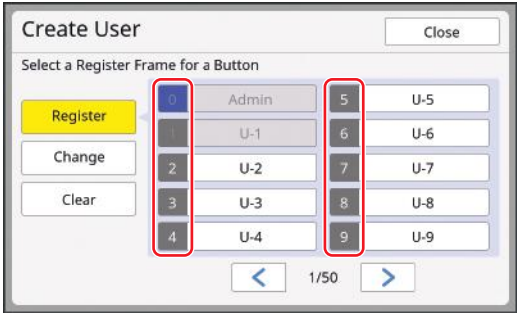 Create User
Close
Select a Register Frame for a Button
Register
Change
Clear
0 Admin 5 U-5
1 U-1 6 U-6
2 U-2 7 U-7
3 U-3 8 U-8
4 U-4 9 U-9
< 1/50 >